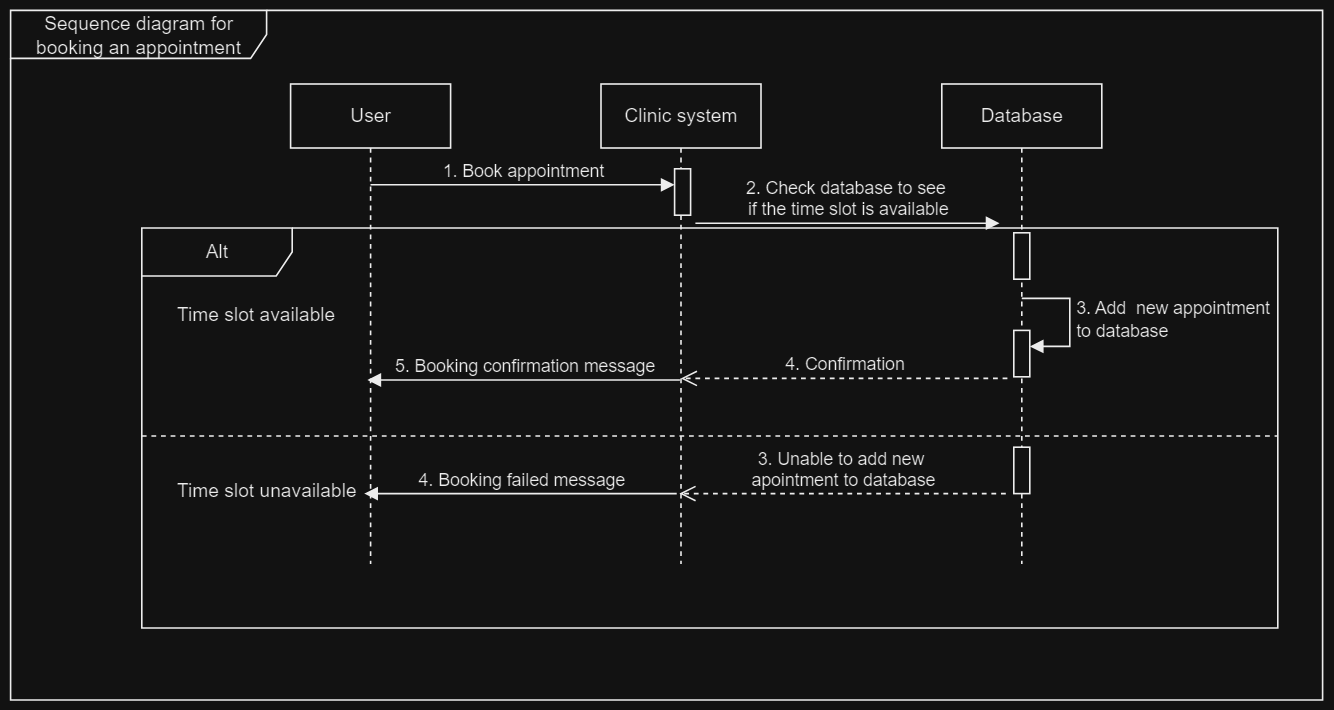 Sequence diagram for
booking an appointment
User
Clinic system
Database
1. Book appointment
2. Check database to see
if the time slot is available
Alt
Time slot available
3. Add  new appointment
to database
5. Booking confirmation message
4. Confirmation
3. Unable to add new
apointment to database
4. Booking failed message
Time slot unavailable